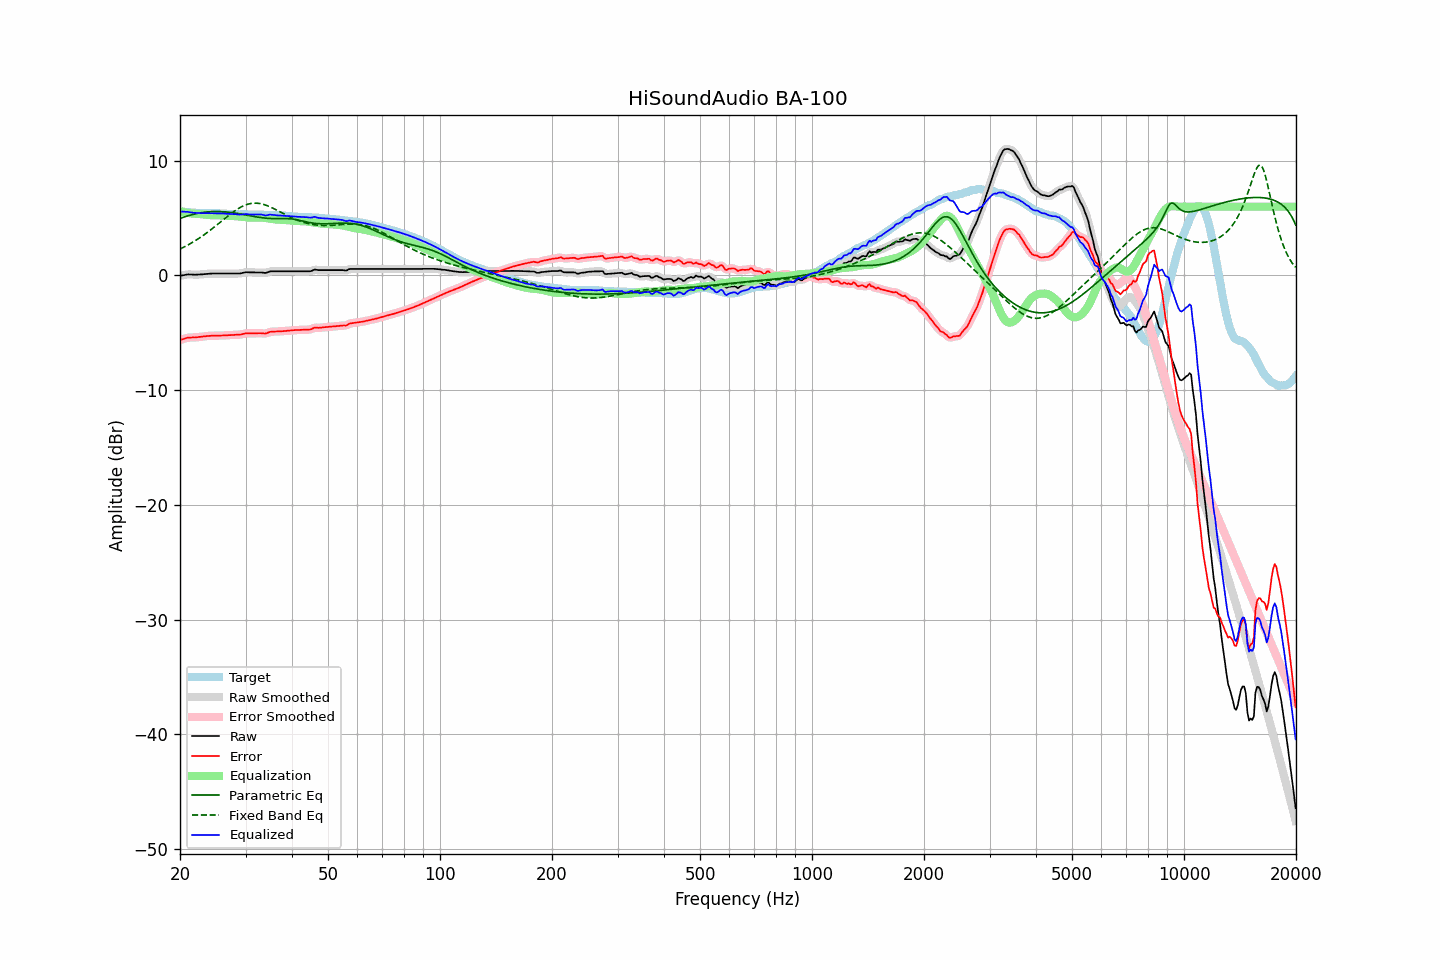 HiSoundAudio BA-100
Amplitude (dBr)
10
0
−10
−20
−30
−40
−50
Target
Raw Smoothed
Error Smoothed
Raw
Error
Equalization
Parametric Eq
Fixed Band Eq
Equalized
20 50 100 200 500 1000 2000 5000 10000 20000
Frequency (Hz)